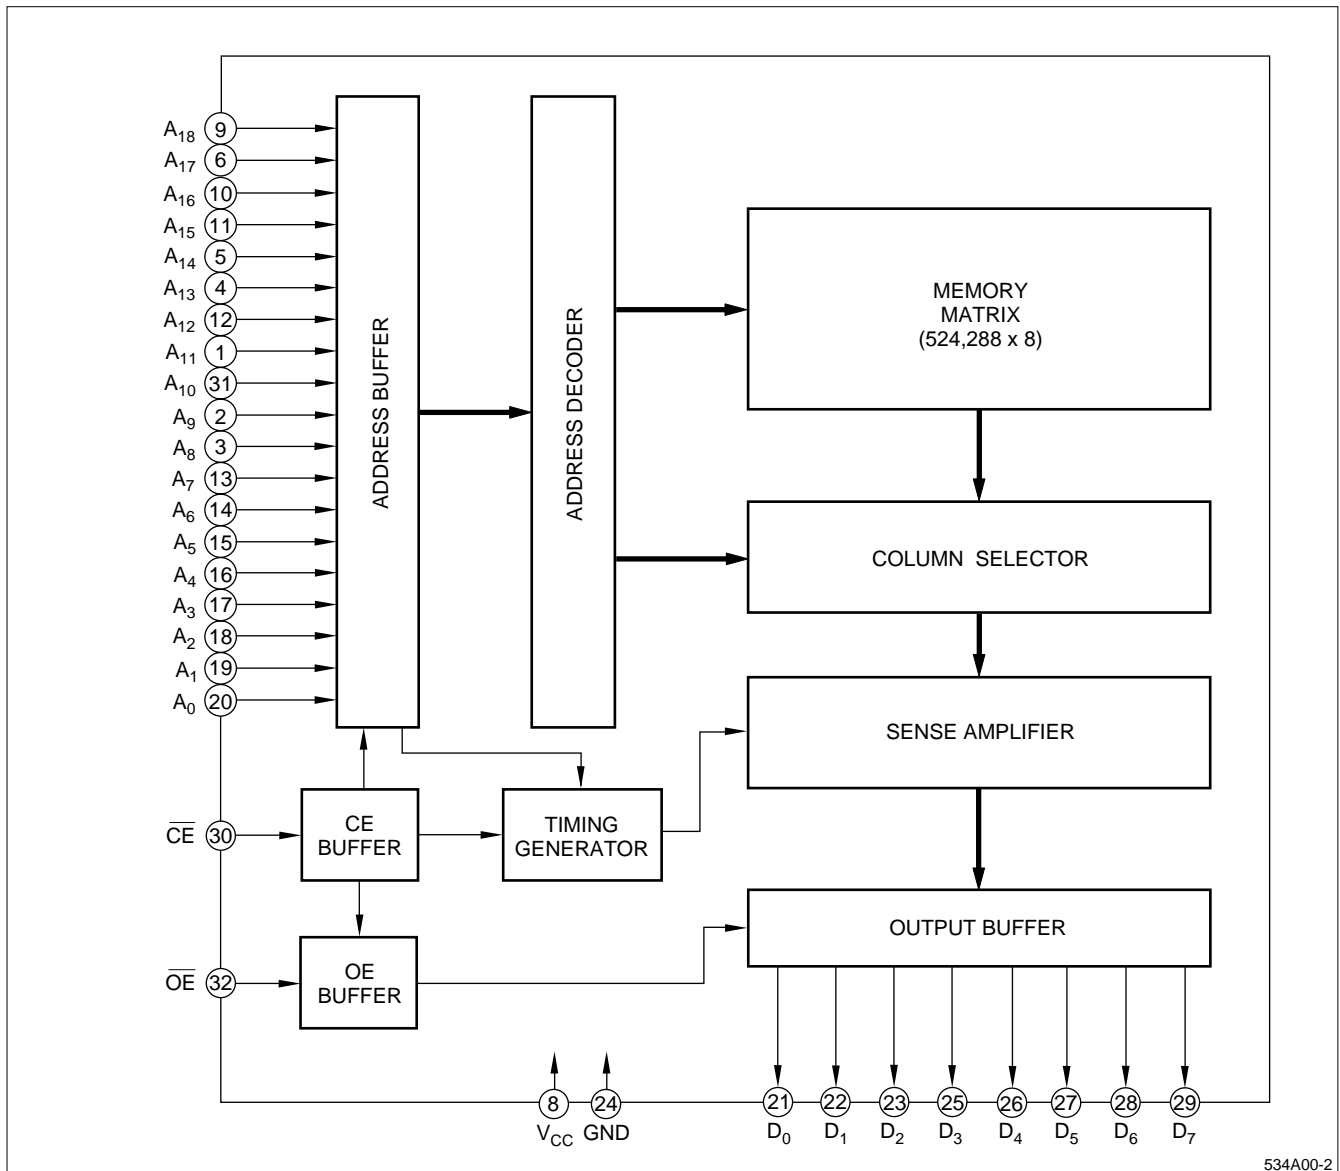 A18 9
A17 6
A16 10
A15 11
A14 5
A13 4
A12 12
A11 1
A10 31
A9 2
A8 3
A7 13
A6 14
A5 15
A4 16
A3 17
A2 18
A1 19
A0 20
ADDRESS BUFFER
ADDRESS DECODER
MEMORY
MATRIX
(524,288 x 8)
COLUMN SELECTOR
SENSE AMPLIFIER
CE 30
CE
BUFFER
TIMING
GENERATOR
OUTPUT BUFFER
OE 32
OE
BUFFER
8 24 21 22 23 25 26 27 28 29
VCC GND D0 D1 D2 D3 D4 D5 D6 D7
534A00-2